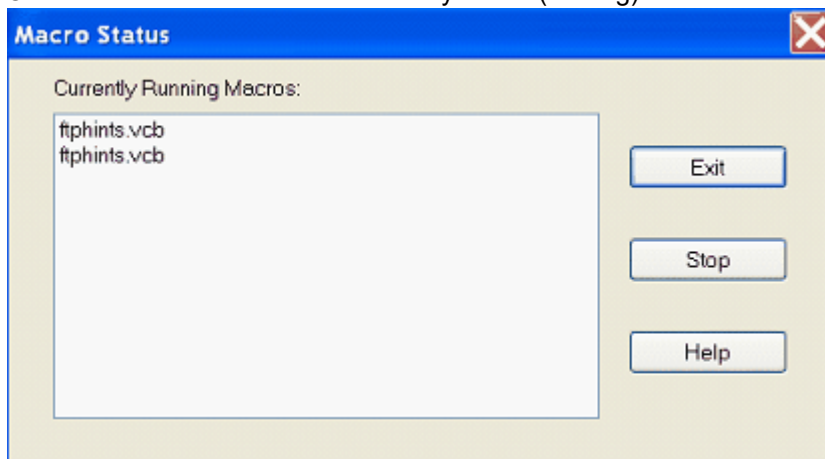 Macro Status
Currently Running Macros:
ftphints.vcb
ftphints.vcb
Exit
Stop
Help